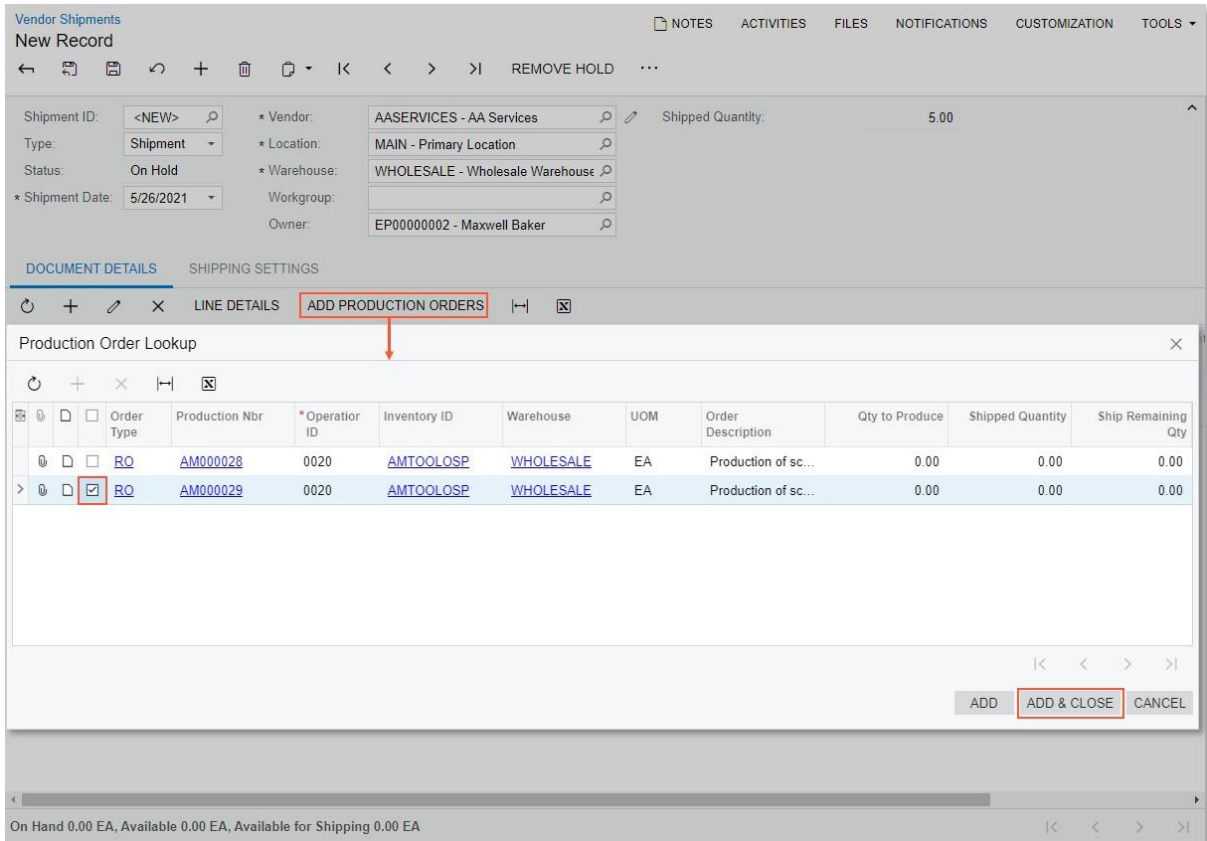 Vendor Shipments
New Record
NOTES ACTIVITIES FILES NOTIFICATIONS CUSTOMIZATION TOOLS
REMOVE HOLD ...
Shipment ID: <NEW> * Vendor: AASERVICES - AA Services Shipped Quantity: 5.00
Type: Shipment * Location: MAIN - Primary Location
Status: On Hold * Warehouse: WHOLESALE - Wholesale Warehouse
* Shipment Date: 5/26/2021 Workgroup:
Owner: EP00000002 - Maxwell Baker
DOCUMENT DETAILS SHIPPING SETTINGS
LINE DETAILS ADD PRODUCTION ORDERS
Production Order Lookup
Order Type Production Nbr * Operatior ID Inventory ID Warehouse UOM Order Description Qty to Produce Shipped Quantity Ship Remaining Qty
RO AM000028 0020 AMTOOLOSP WHOLESALE EA Production of sc... 0.00 0.00 0.00
RO AM000029 0020 AMTOOLOSP WHOLESALE EA Production of sc... 0.00 0.00 0.00
ADD ADD & CLOSE CANCEL
On Hand 0.00 EA, Available 0.00 EA, Available for Shipping 0.00 EA